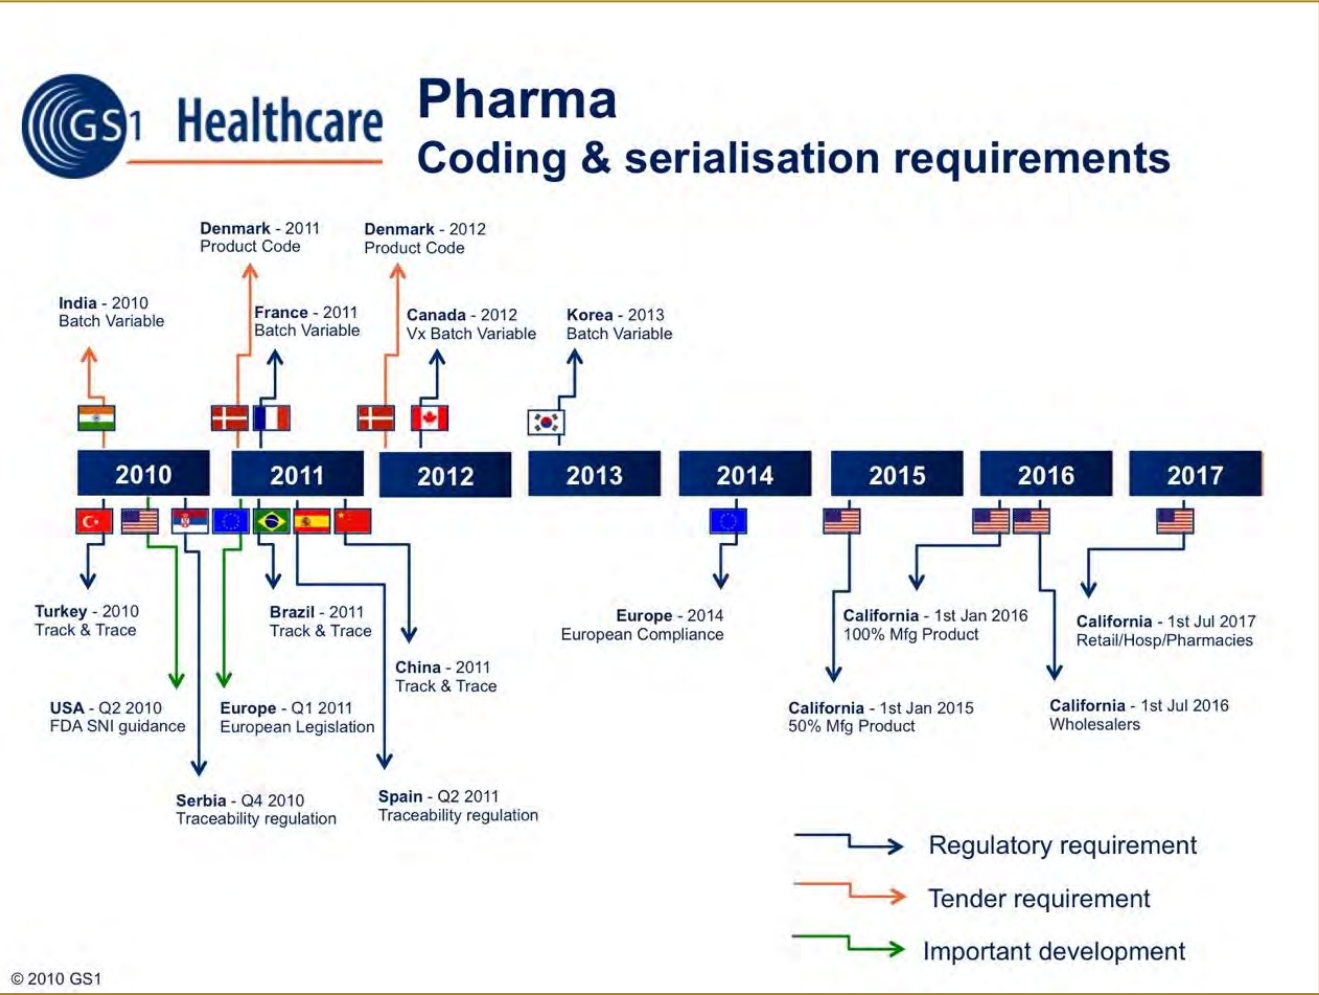 GS1 Healthcare
Pharma
Coding & serialisation requirements
Denmark - 2011
Product Code
Denmark - 2012
Product Code
India - 2010
Batch Variable
France - 2011
Batch Variable
Canada - 2012
Vx Batch Variable
Korea - 2013
Batch Variable
2010
2011
2012
2013
2014
2015
2016
2017
Turkey - 2010
Track & Trace
Brazil - 2011
Track & Trace
Europe - 2014
European Compliance
California - 1st Jan 2016
100% Mfg Product
California - 1st Jul 2017
Retail/Hosp/Pharmacies
China - 2011
Track & Trace
USA - Q2 2010
FDA SNI guidance
Europe - Q1 2011
European Legislation
California - 1st Jan 2015
50% Mfg Product
California - 1st Jul 2016
Wholesalers
Serbia - Q4 2010
Traceability regulation
Spain - Q2 2011
Traceability regulation
Regulatory requirement
Tender requirement
Important development
© 2010 GS1